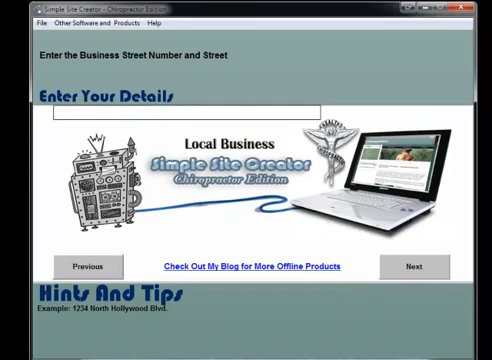 Simple Site Creator - Chiropractor Edition
File Other Software and Products Help
Enter the Business Street Number and Street
Enter Your Details
Local Business
Simple Site Creator
Chiropractor Edition
Previous
Check Out My Blog for More Offline Products
Next
Hints And Tips
Example: 1234 North Hollywood Blvd.